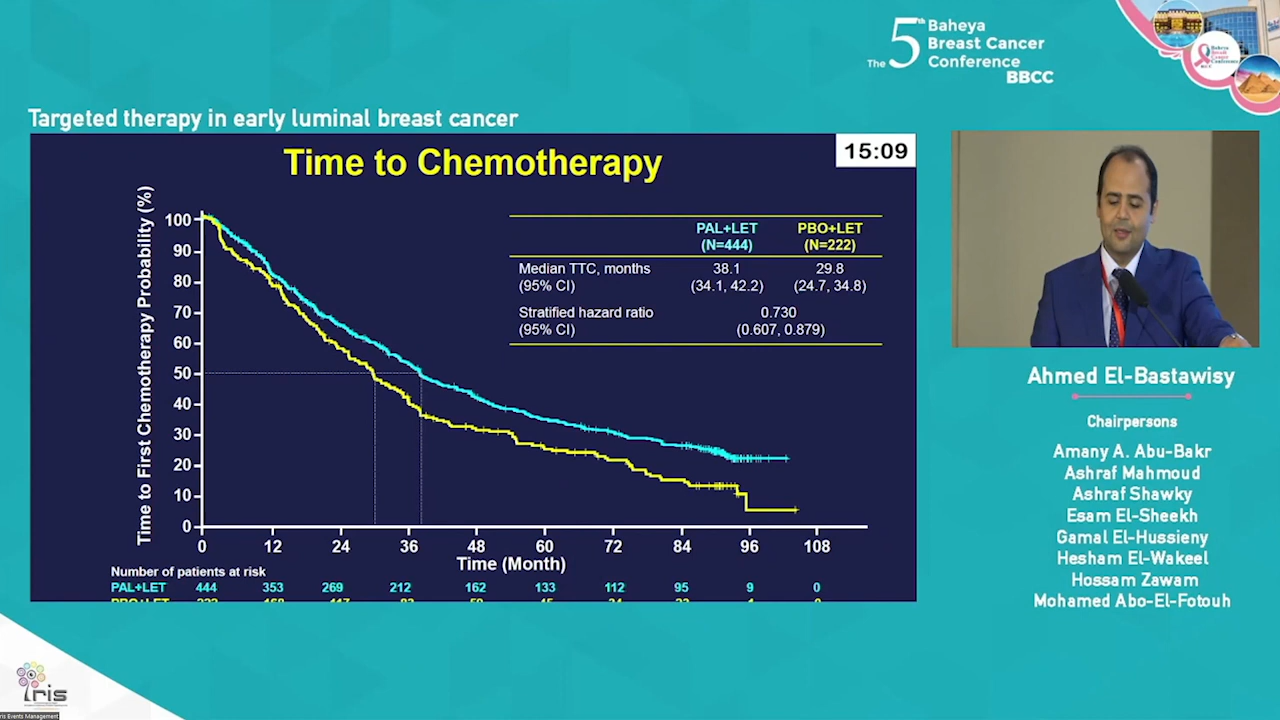 The 5th Baheya
Breast Cancer
Conference
BBCC
Targeted therapy in early luminal breast cancer
15:09
Time to Chemotherapy
Time to First Chemotherapy Probability (%)
100
90
80
70
60
50
40
30
20
10
0
PAL+LET PBO+LET
(N=444) (N=222)
Median TTC, months 38.1 29.8
(95% CI) (34.1, 42.2) (24.7, 34.8)
Stratified hazard ratio 0.730
(95% CI) (0.607, 0.879)
0 12 24 36 48 60 72 84 96 108
Time (Month)
Number of patients at risk
PAL+LET 444 353 269 212 162 133 112 95 9 0
Ahmed El-Bastawisy
Chairpersons
Amany A. Abu-Bakr
Ashraf Mahmoud
Ashraf Shawky
Esam El-Sheekh
Gamal El-Hussieny
Hesham El-Wakeel
Hossam Zawam
Mohamed Abo-El-Fotouh
Iris
Iris Events Management